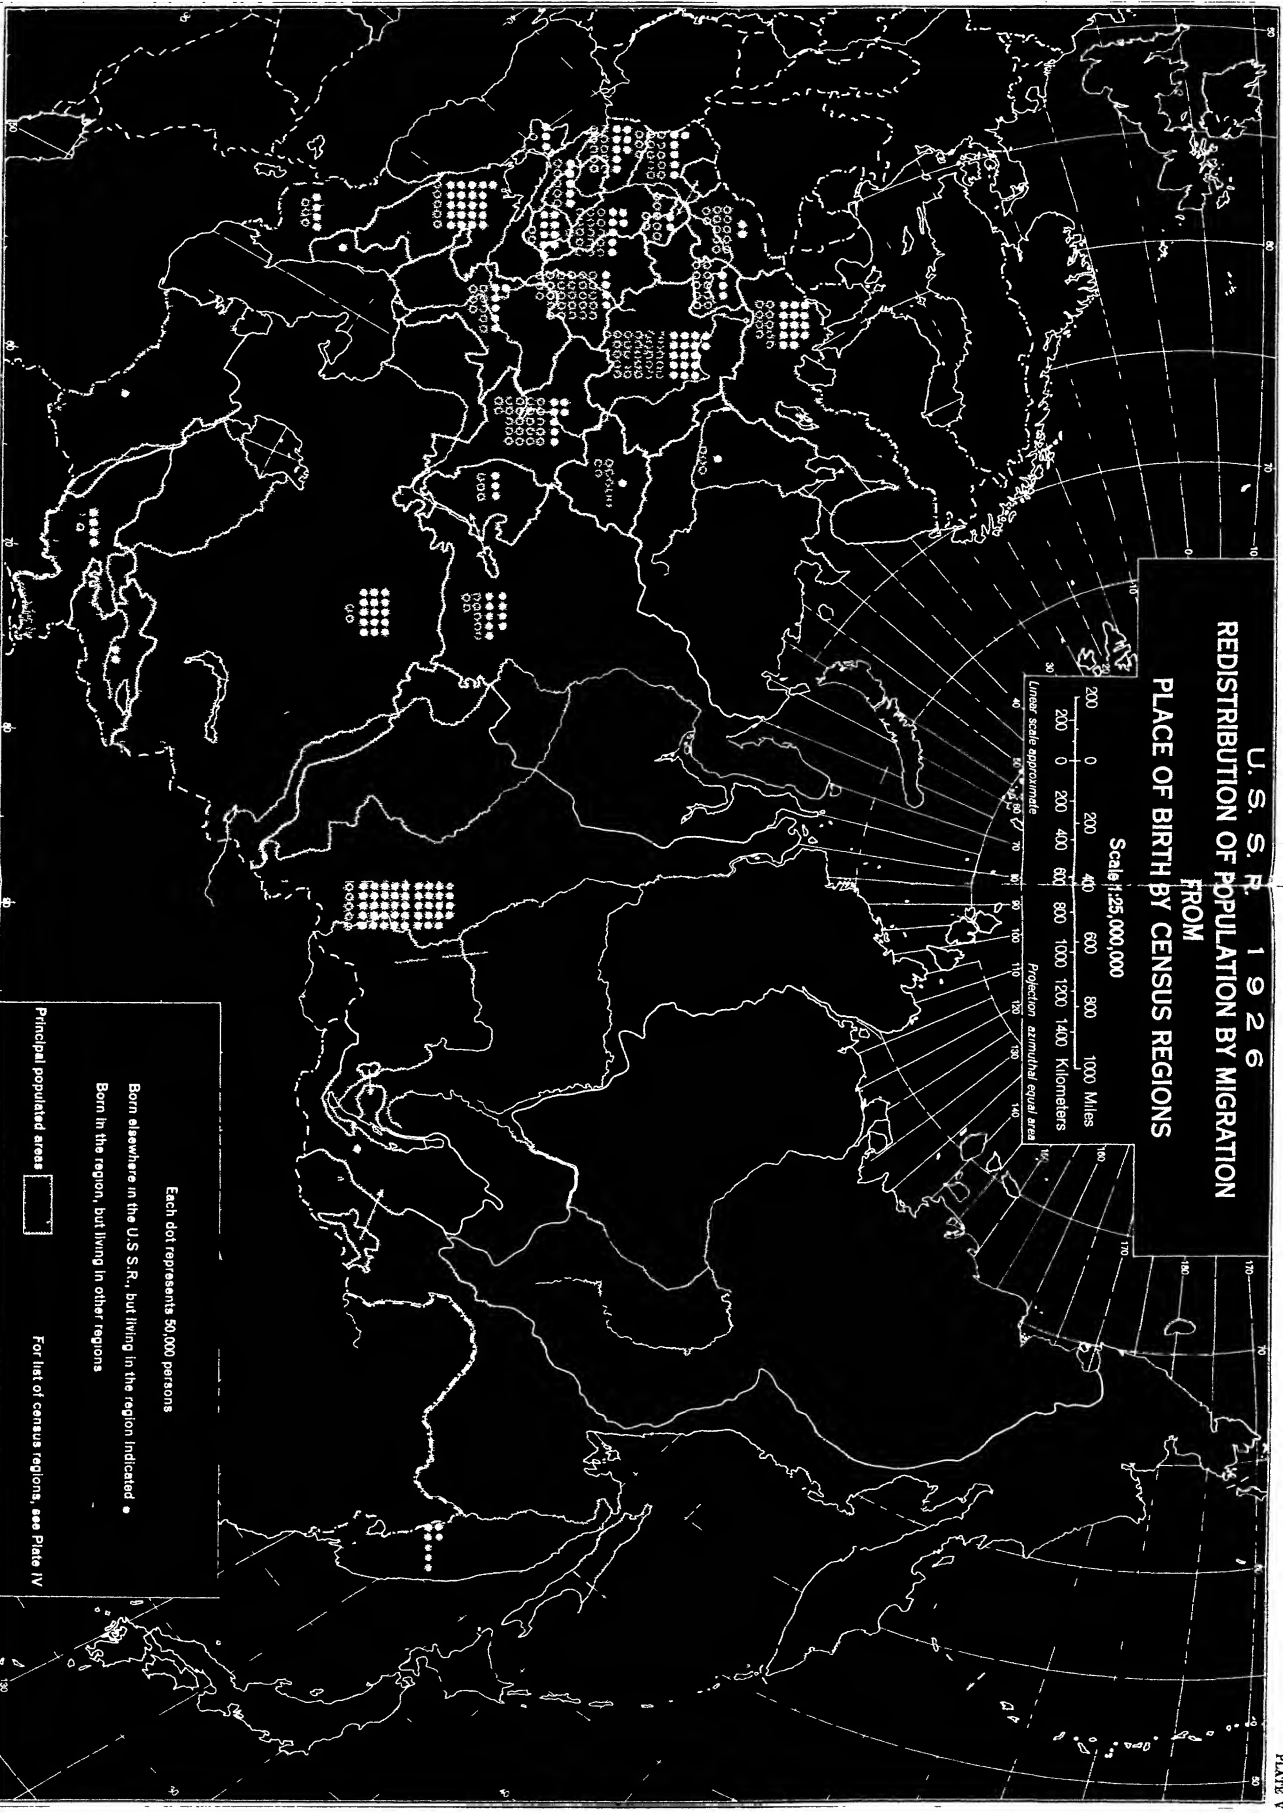 PLATE V
U. S. S. R. 1926
REDISTRIBUTION OF POPULATION BY MIGRATION
FROM
PLACE OF BIRTH BY CENSUS REGIONS
Scale 1:25,000,000
200 0 200 400 600 800 1000 Miles
200 0 200 400 600 800 1000 1200 1400 Kilometers
Linear scale approximate Projection azimuthal equal area
Each dot represents 50,000 persons
Born elsewhere in the U.S S.R., but living in the region indicated
Born in the region, but living in other regions
Principal populated areas
For list of census regions, see Plate IV